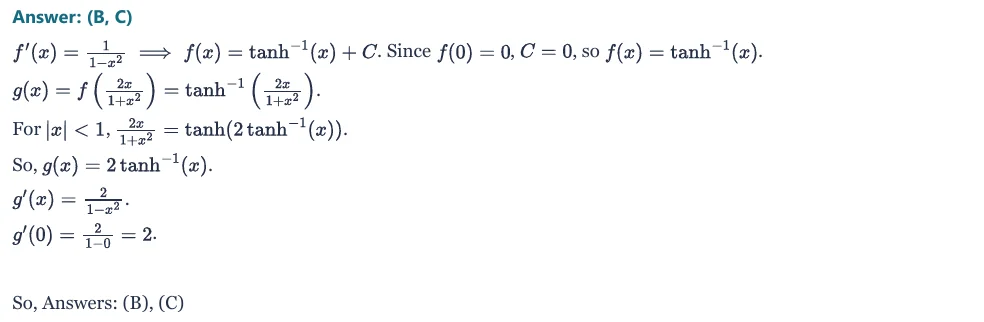 Answer: (B, C)
f′(x) = 1/(1−x²) ⟹ f(x) = tanh⁻¹(x) + C. Since f(0) = 0, C = 0, so f(x) = tanh⁻¹(x).
g(x) = f(2x/(1+x²)) = tanh⁻¹(2x/(1+x²)).
For |x| < 1, 2x/(1+x²) = tanh(2 tanh⁻¹(x)).
So, g(x) = 2 tanh⁻¹(x).
g′(x) = 2/(1−x²).
g′(0) = 2/(1−0) = 2.
So, Answers: (B), (C)